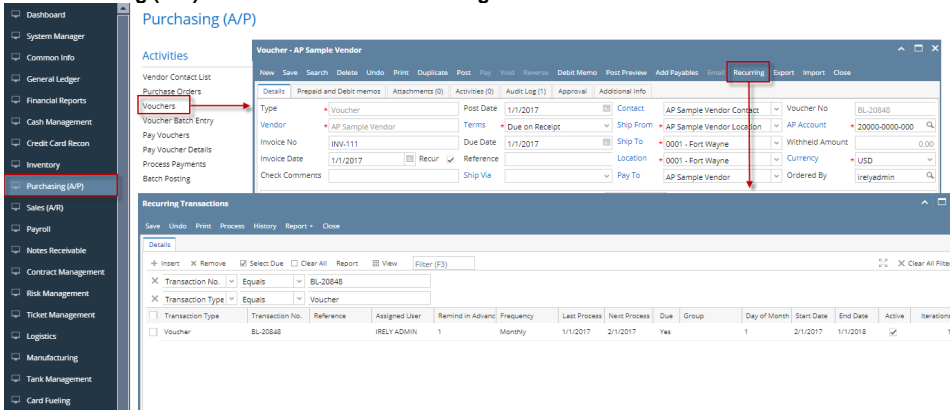 Dashboard
System Manager
Common Info
General Ledger
Financial Reports
Cash Management
Credit Card Recon
Inventory
Purchasing (A/P)
Sales (A/R)
Payroll
Notes Receivable
Contract Management
Risk Management
Ticket Management
Logistics
Manufacturing
Tank Management
Card Fueling
Purchasing (A/P)
Activities
Vendor Contact List
Purchase Orders
Vouchers
Voucher Batch Entry
Pay Vouchers
Pay Voucher Details
Process Payments
Batch Posting
Voucher - AP Sample Vendor
New Save Search Delete Undo Print Duplicate Post Pay Void Reverse Debit Memo Post Preview Add Payables Email Recurring Export Import Close
Details Prepaid and Debit memos Attachments (0) Activities (0) Audit Log (1) Approval Additional Info
Type * Voucher Post Date 1/1/2017 Contact AP Sample Vendor Contact Voucher No BL-20848
Vendor * AP Sample Vendor Terms * Due on Receipt Ship From * AP Sample Vendor Location AP Account * 20000-0000-000
Invoice No INV-111 Due Date 1/1/2017 Ship To * 0001 - Fort Wayne Withheld Amount 0.00
Invoice Date 1/1/2017 Recur Reference Location * 0001 - Fort Wayne Currency * USD
Check Comments Ship Via Pay To AP Sample Vendor Ordered By irelyadmin
Recurring Transactions
Save Undo Print Process History Report Close
Details
+ Insert × Remove Select Due Clear All Report View Filter (F3) × Clear All Filte
× Transaction No. Equals BL-20848
× Transaction Type Equals Voucher
Transaction Type Transaction No. Reference Assigned User Remind in Advanc Frequency Last Process Next Process Due Group Day of Month Start Date End Date Active Iterations
Voucher BL-20848 IRELY ADMIN 1 Monthly 1/1/2017 2/1/2017 Yes 1 2/1/2017 1/1/2018 1